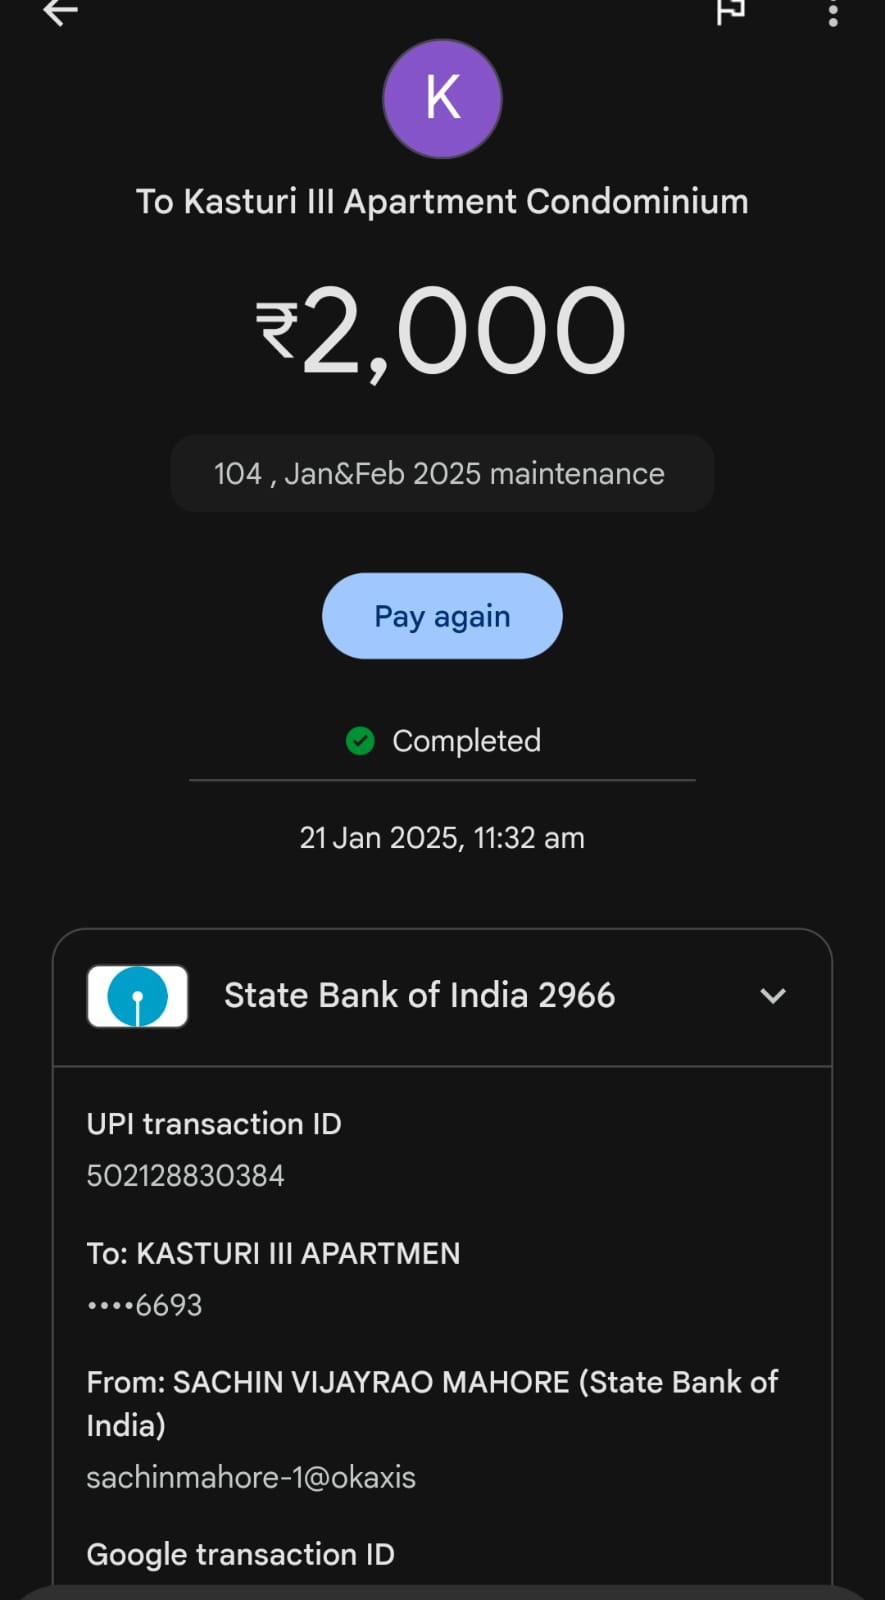 K
To Kasturi III Apartment Condominium
₹2,000
104 , Jan&Feb 2025 maintenance
Pay again
Completed
21 Jan 2025, 11:32 am
State Bank of India 2966
UPI transaction ID
502128830384
To: KASTURI III APARTMEN
••••6693
From: SACHIN VIJAYRAO MAHORE (State Bank of
India)
sachinmahore-1@okaxis
Google transaction ID